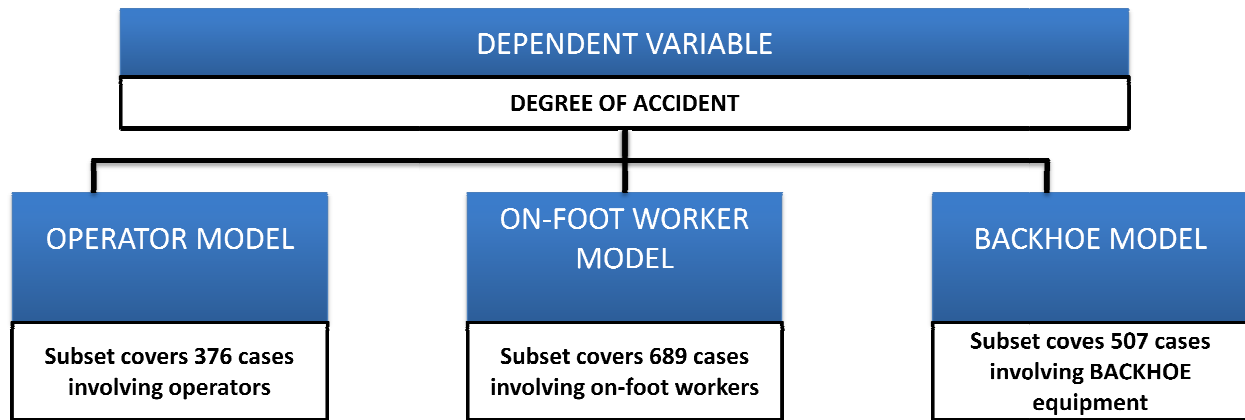 DEPENDENT VARIABLE
DEGREE OF ACCIDENT
OPERATOR MODEL
Subset covers 376 cases
involving operators
ON-FOOT WORKER
MODEL
Subset covers 689 cases
involving on-foot workers
BACKHOE MODEL
Subset coves 507 cases
involving BACKHOE
equipment